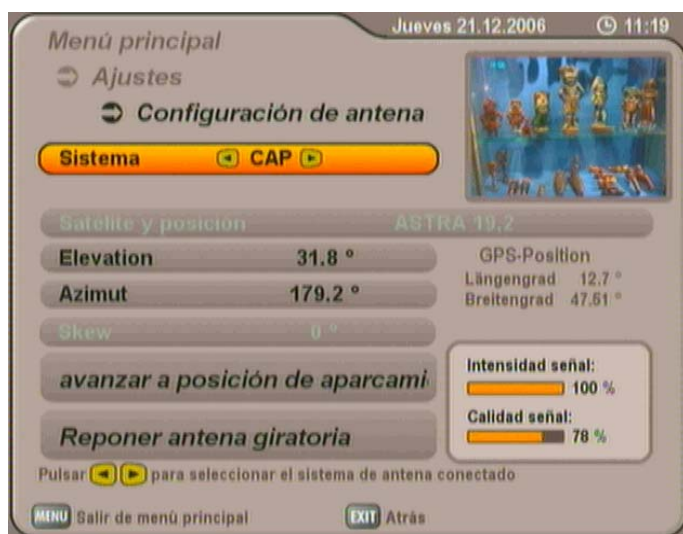 Jueves 21.12.2006 11:19
Menú principal
Ajustes
Configuración de antena
Sistema CAP
Satélite y posición ASTRA 19,2
Elevation 31.8 °
Azimut 179.2 °
Skew 0 °
GPS-Position
Längengrad 12.7 °
Breitengrad 47.51 °
avanzar a posición de aparcami
Reponer antena giratoria
Intensidad señal:
100 %
Calidad señal:
78 %
Pulsar para seleccionar el sistema de antena conectado
MENU Salir de menú principal EXIT Atrás